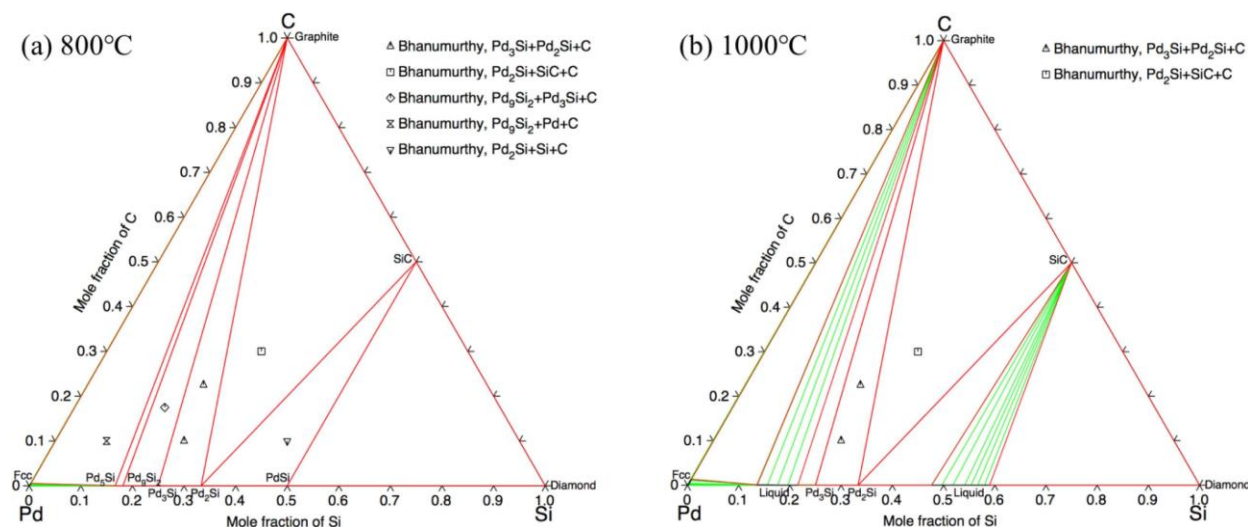 (a) 800°C
C
Graphite
1.0
0.9
0.8
0.7
0.6
0.5
0.4
0.3
0.2
0.1
0
Mole fraction of C
△ Bhanumurthy, Pd₃Si+Pd₂Si+C
□ Bhanumurthy, Pd₂Si+SiC+C
◇ Bhanumurthy, Pd₉Si₂+Pd₃Si+C
⧖ Bhanumurthy, Pd₉Si₂+Pd+C
▽ Bhanumurthy, Pd₂Si+Si+C
SiC
Fcc
Pd₅Si
Pd₉Si₂
Pd₃Si
Pd₂Si
PdSi
Diamond
0 0.1 0.2 0.3 0.4 0.5 0.6 0.7 0.8 0.9 1.0
Pd
Mole fraction of Si
Si
(b) 1000°C
C
Graphite
1.0
0.9
0.8
0.7
0.6
0.5
0.4
0.3
0.2
0.1
0
Mole fraction of C
△ Bhanumurthy, Pd₃Si+Pd₂Si+C
□ Bhanumurthy, Pd₂Si+SiC+C
SiC
Fcc
Liquid
Pd₃Si
Pd₂Si
Liquid
Diamond
0 0.1 0.2 0.3 0.4 0.5 0.6 0.7 0.8 0.9 1.0
Pd
Mole fraction of Si
Si